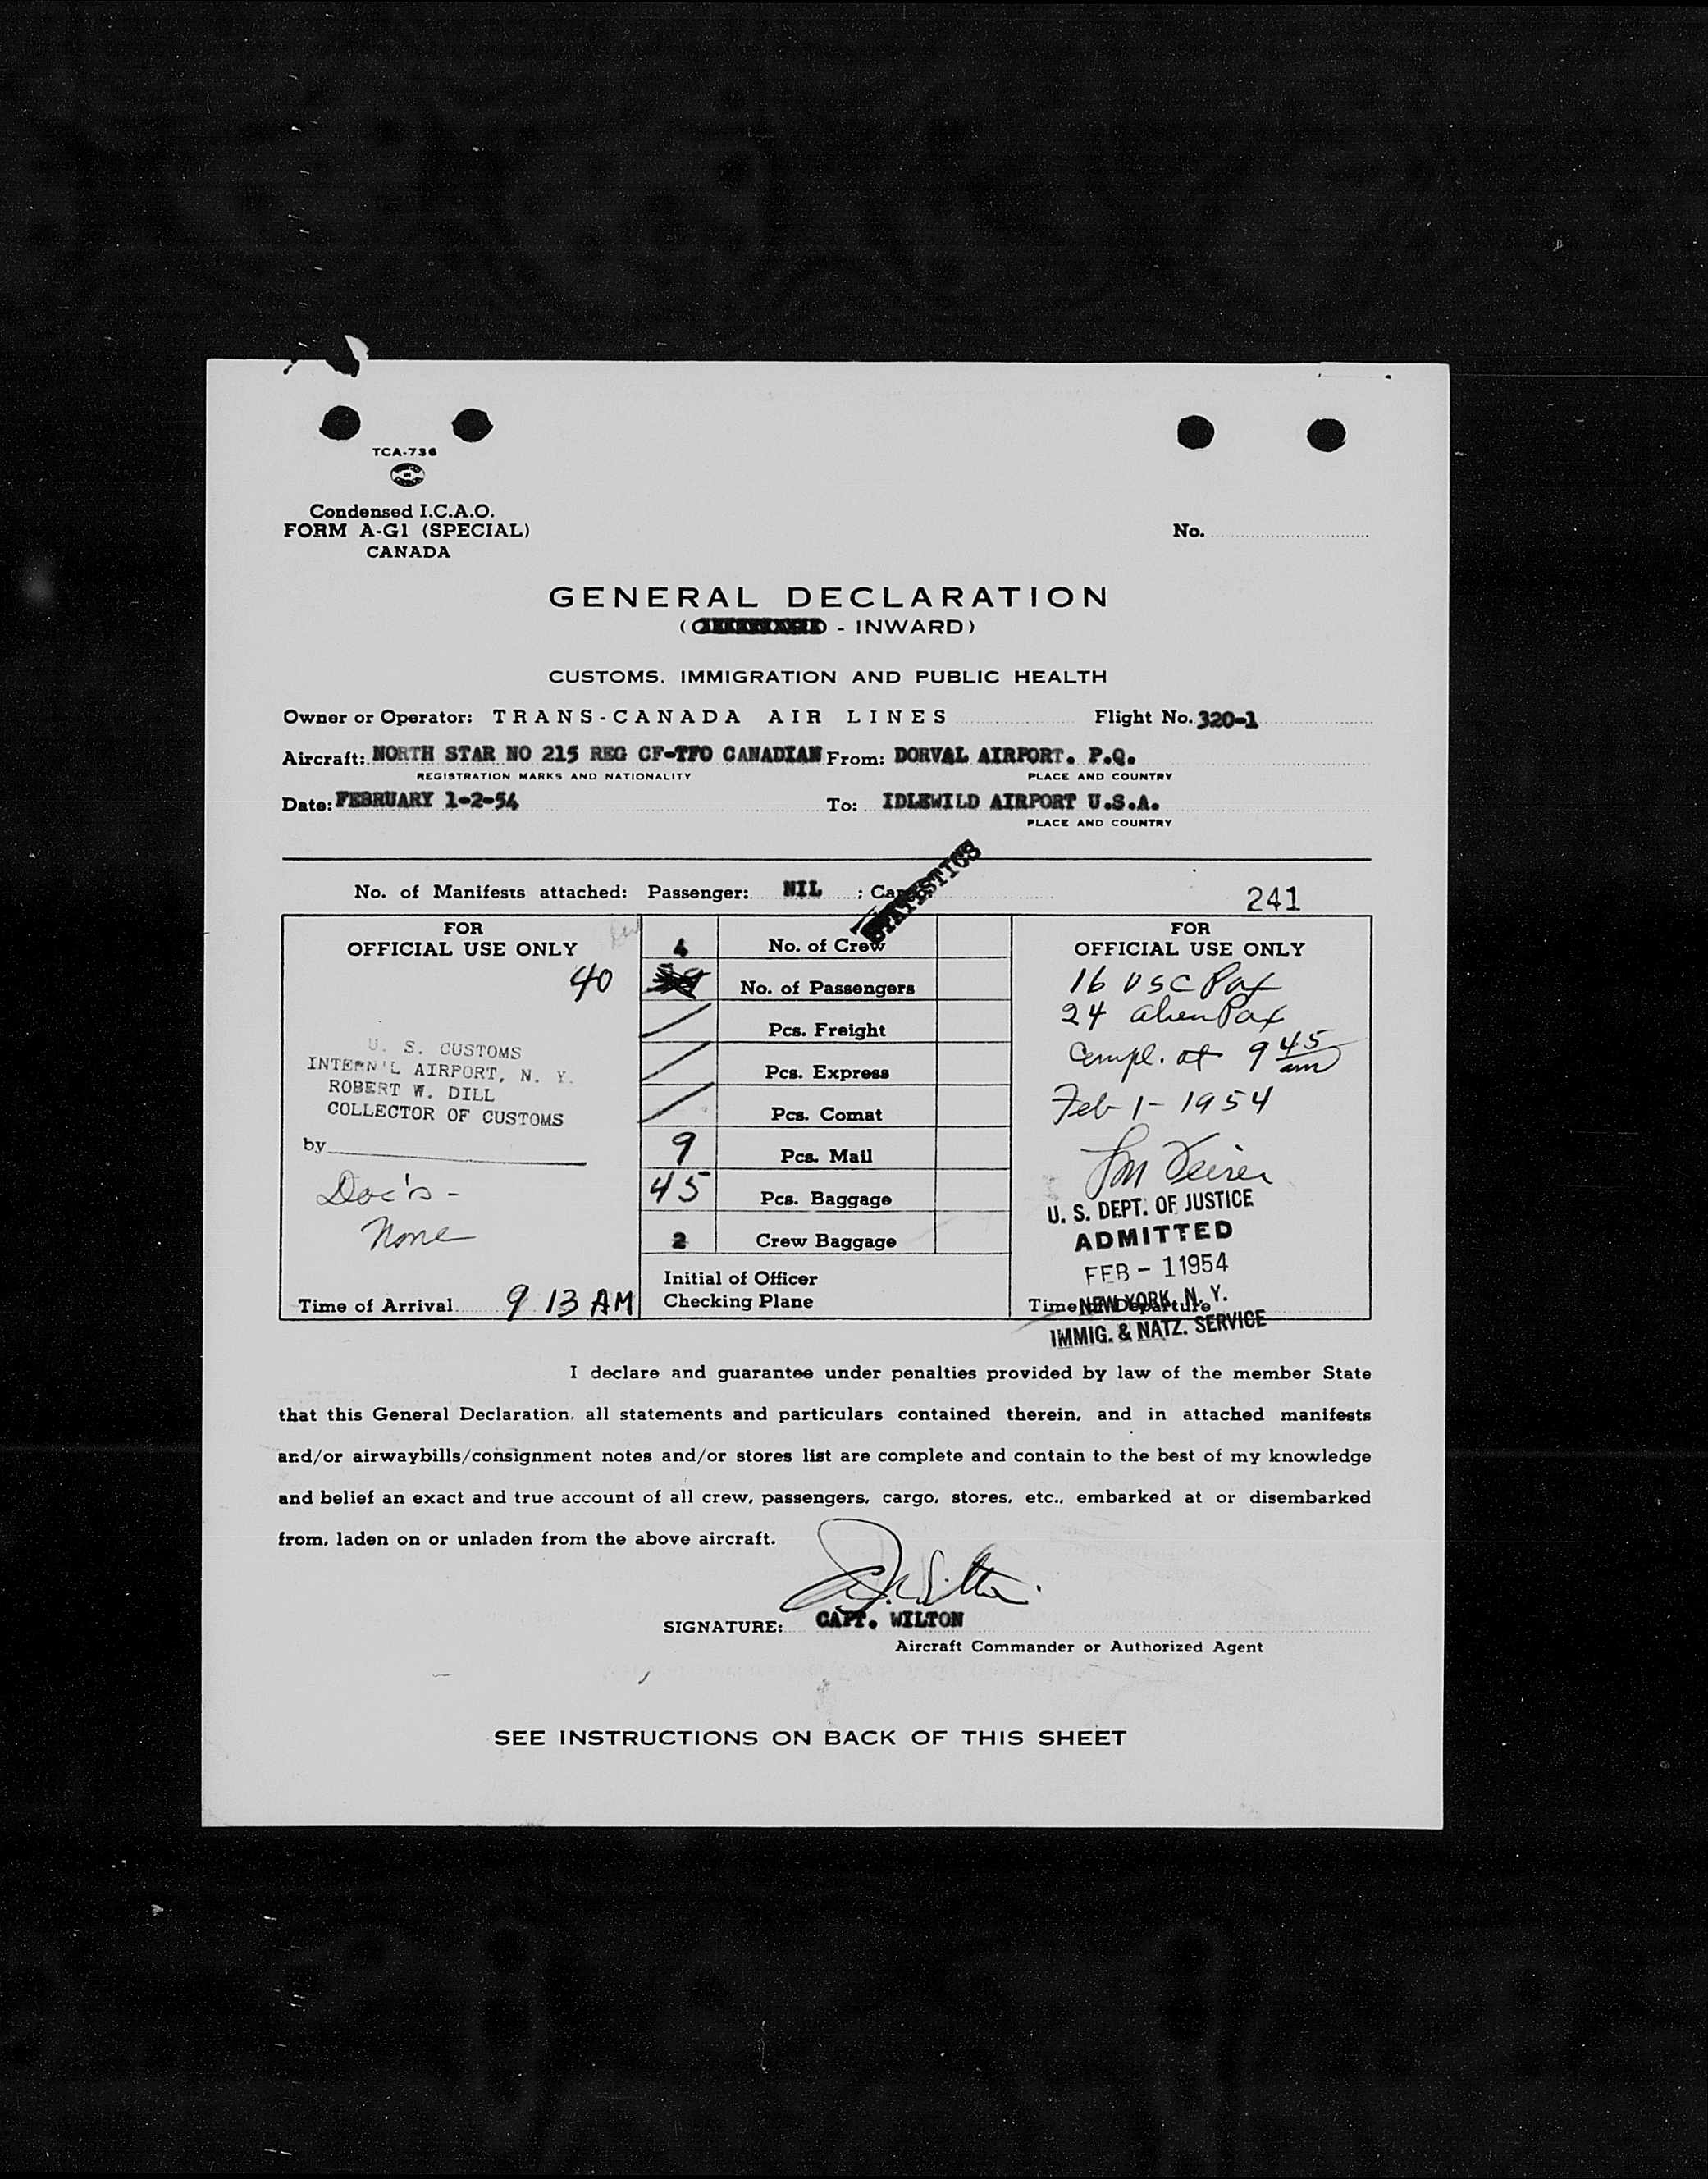 TCA-736
Condensed I.C.A.O.
FORM A-G1 (SPECIAL)
CANADA
No.
GENERAL DECLARATION
( - INWARD)
CUSTOMS, IMMIGRATION AND PUBLIC HEALTH
Owner or Operator: TRANS-CANADA AIR LINES Flight No. 320-1
Aircraft: NORTH STAR NO 215 REG CF-TFO CANADIAN From: DORVAL AIRPORT. P.Q.
REGISTRATION MARKS AND NATIONALITY PLACE AND COUNTRY
Date: FEBRUARY 1-2-54 To: IDLEWILD AIRPORT U.S.A.
PLACE AND COUNTRY
STATISTICS
No. of Manifests attached: Passenger: NIL ;
241
FOR
OFFICIAL USE ONLY
40
U. S. CUSTOMS
INTERN'L AIRPORT, N. Y.
ROBERT W. DILL
COLLECTOR OF CUSTOMS
by
Doc's -
None
Time of Arrival 9 13 AM
4 No. of Crew
No. of Passengers
Pcs. Freight
Pcs. Express
Pcs. Comat
9 Pcs. Mail
45 Pcs. Baggage
2 Crew Baggage
Initial of Officer
Checking Plane
FOR
OFFICIAL USE ONLY
16 USC Pax
24 alien Pax
Compl. at 9 45 am
Feb 1 - 1954
U. S. DEPT. OF JUSTICE
ADMITTED
FEB - 1 1954
NEW YORK, N. Y.
Time of Departure
IMMIG. & NATZ. SERVICE
I declare and guarantee under penalties provided by law of the member State
that this General Declaration, all statements and particulars contained therein, and in attached manifests
and/or airwaybills/consignment notes and/or stores list are complete and contain to the best of my knowledge
and belief an exact and true account of all crew, passengers, cargo, stores, etc., embarked at or disembarked
from, laden on or unladen from the above aircraft.
SIGNATURE: CAPT. WILTON
Aircraft Commander or Authorized Agent
SEE INSTRUCTIONS ON BACK OF THIS SHEET